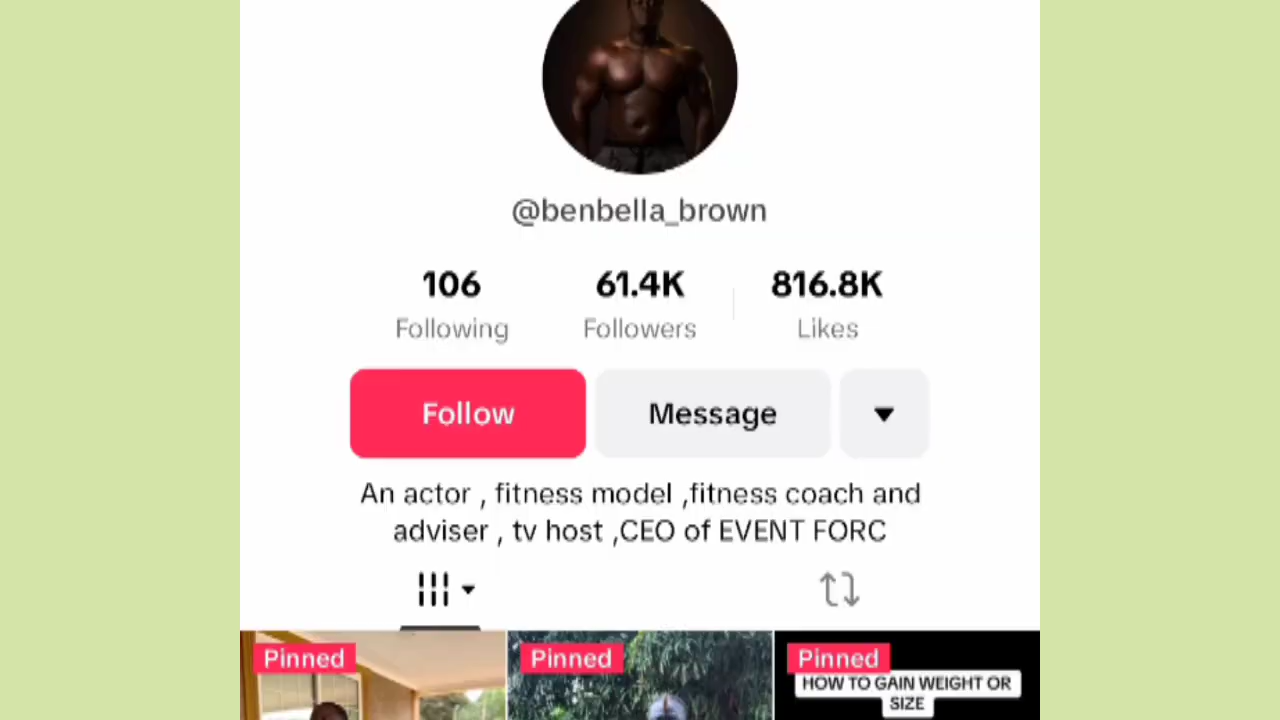 @benbella_brown
106 61.4K 816.8K
Following Followers Likes
Follow Message
An actor , fitness model ,fitness coach and
adviser , tv host ,CEO of EVENT FORC
Pinned Pinned Pinned
HOW TO GAIN WEIGHT OR
SIZE